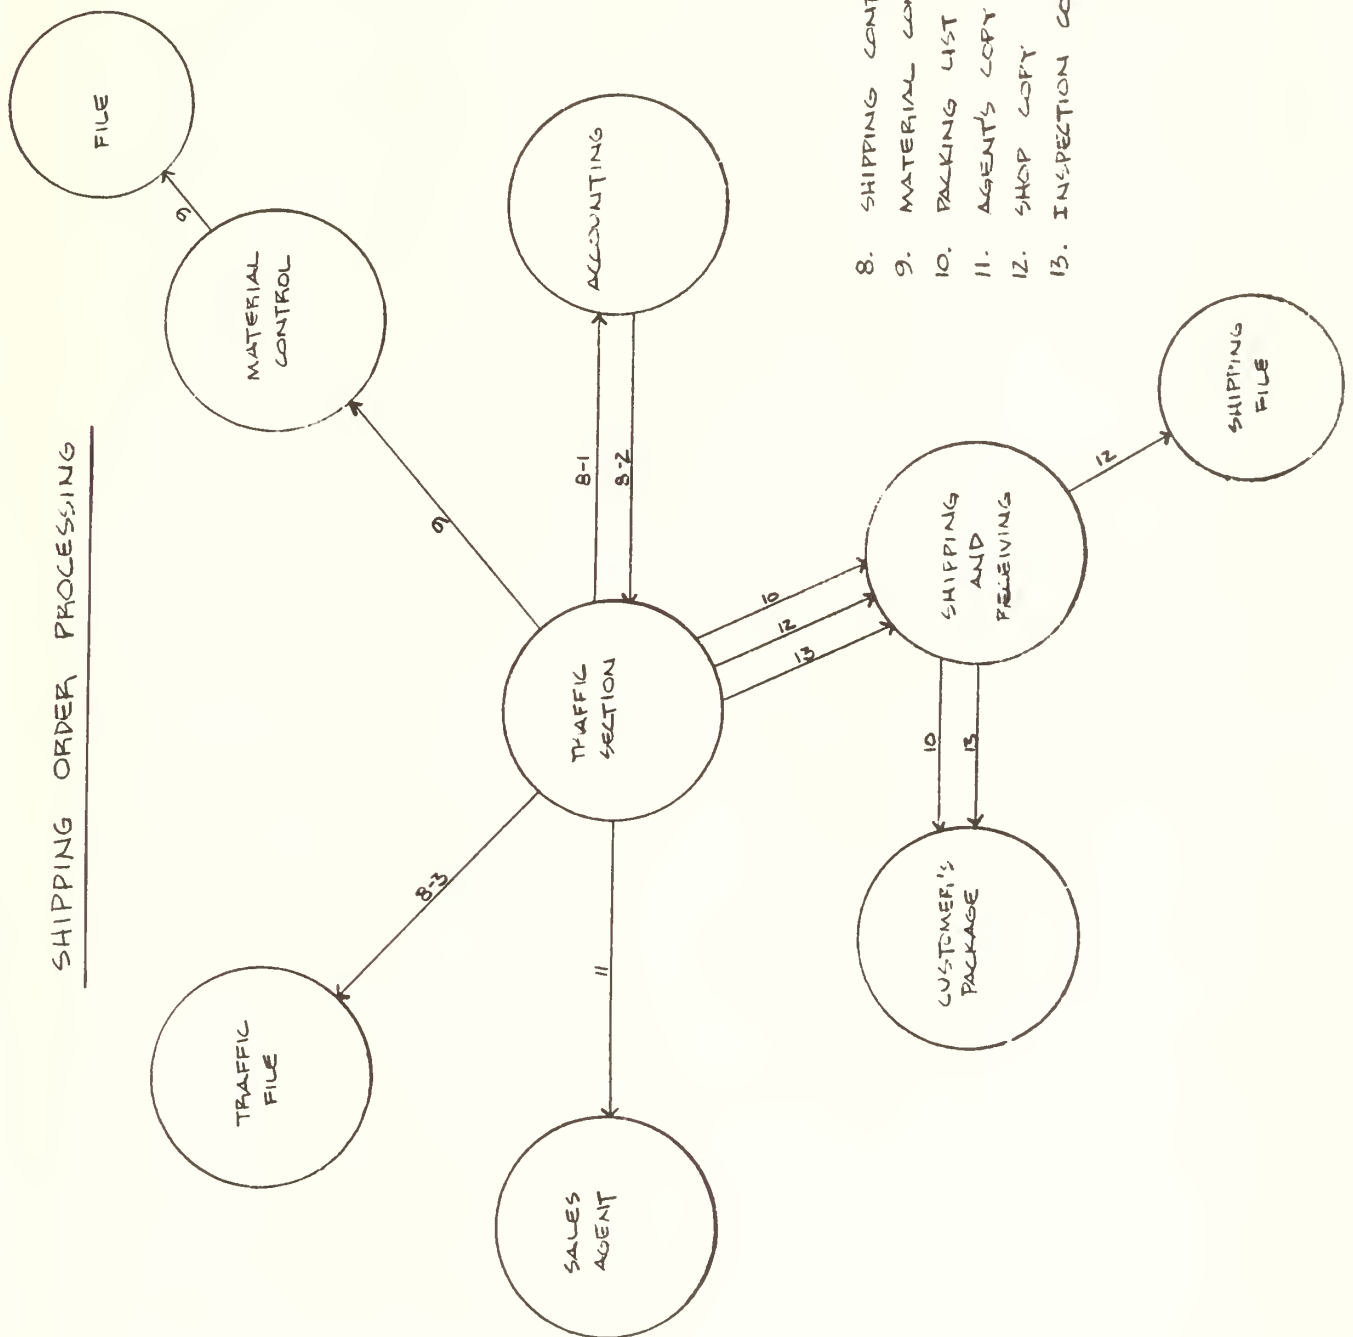 SHIPPING ORDER PROCESSING
FILE
9
MATERIAL
CONTROL
9
ACCOUNTING
8-1
8-2
TRAFFIC
SECTION
8-3
TRAFFIC
FILE
11
SALES
AGENT
10
12
13
SHIPPING
AND
RECEIVING
12
SHIPPING
FILE
10
13
CUSTOMER'S
PACKAGE
8. SHIPPING
9. MATERIAL
10. PACKING LIST
11. AGENT'S COPY
12. SHOP COPY
13. INSPECTION